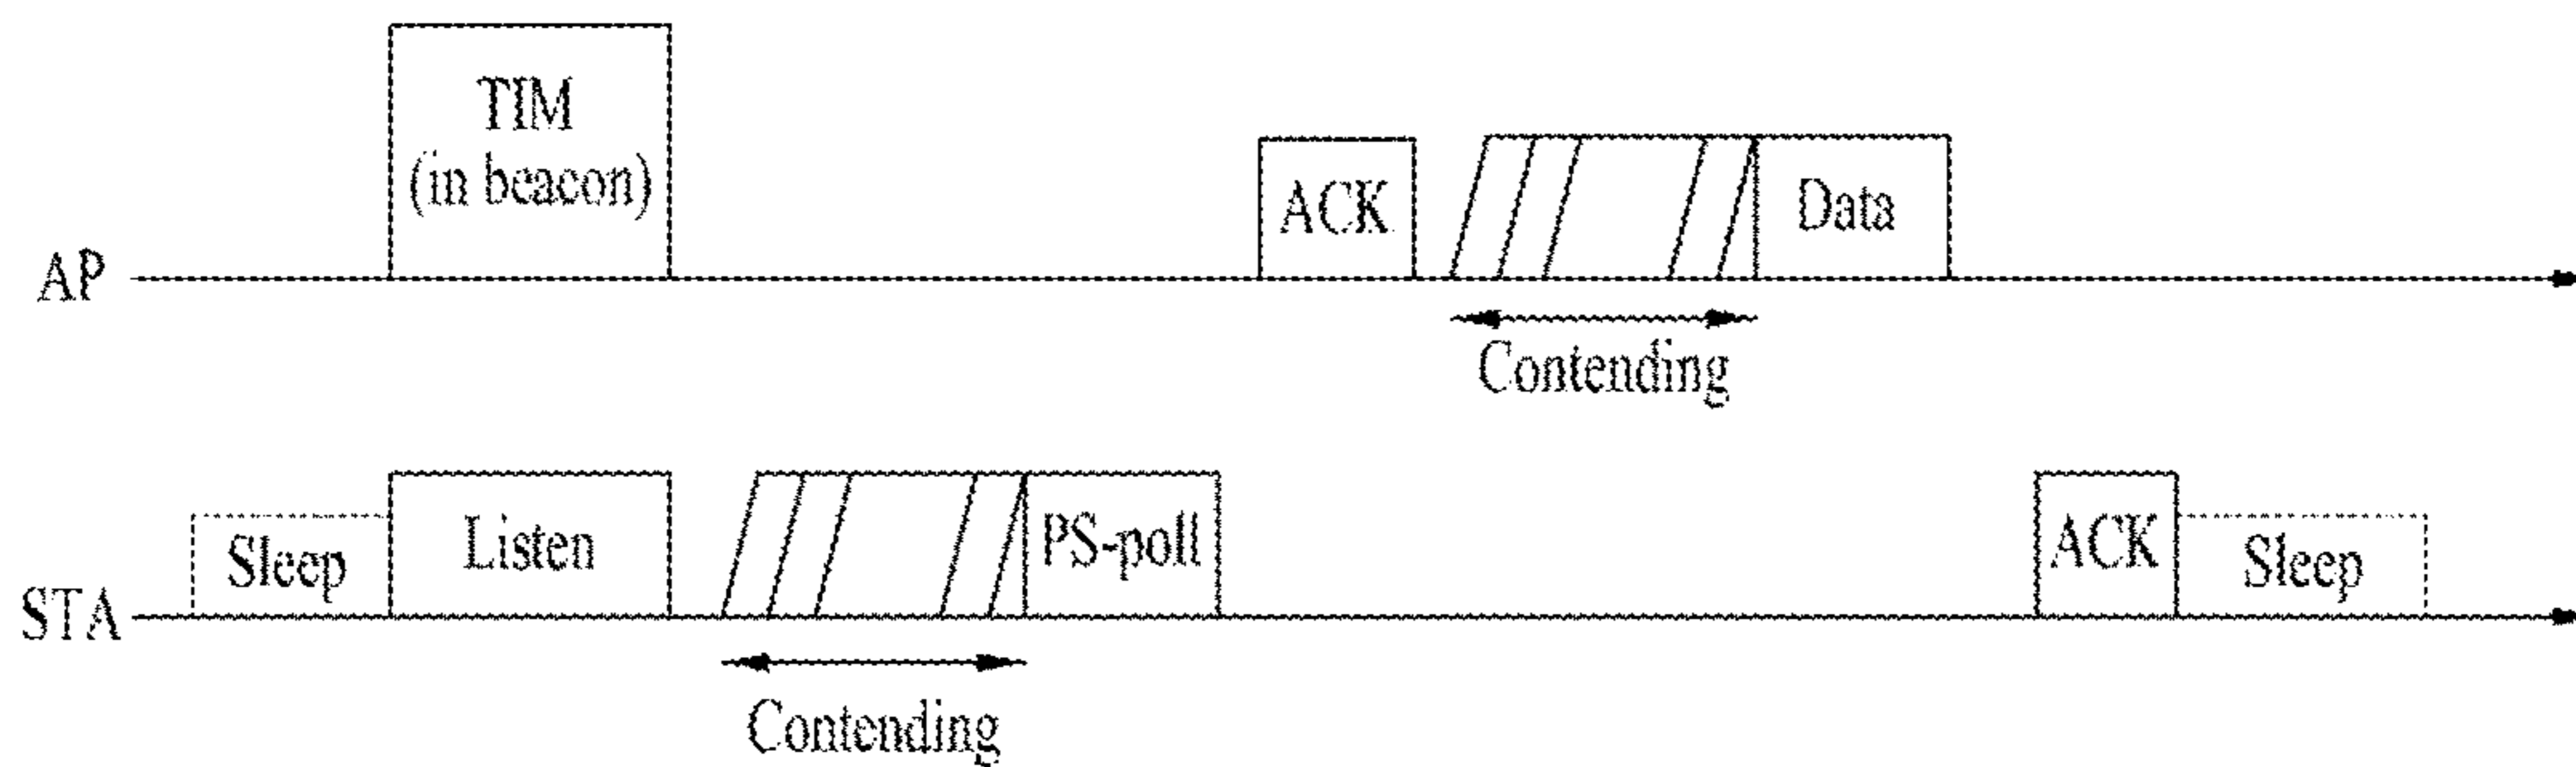 TIM
(in beacon)
ACK
Data
AP
Contending
Sleep
Listen
PS-poll
ACK
Sleep
STA
Contending